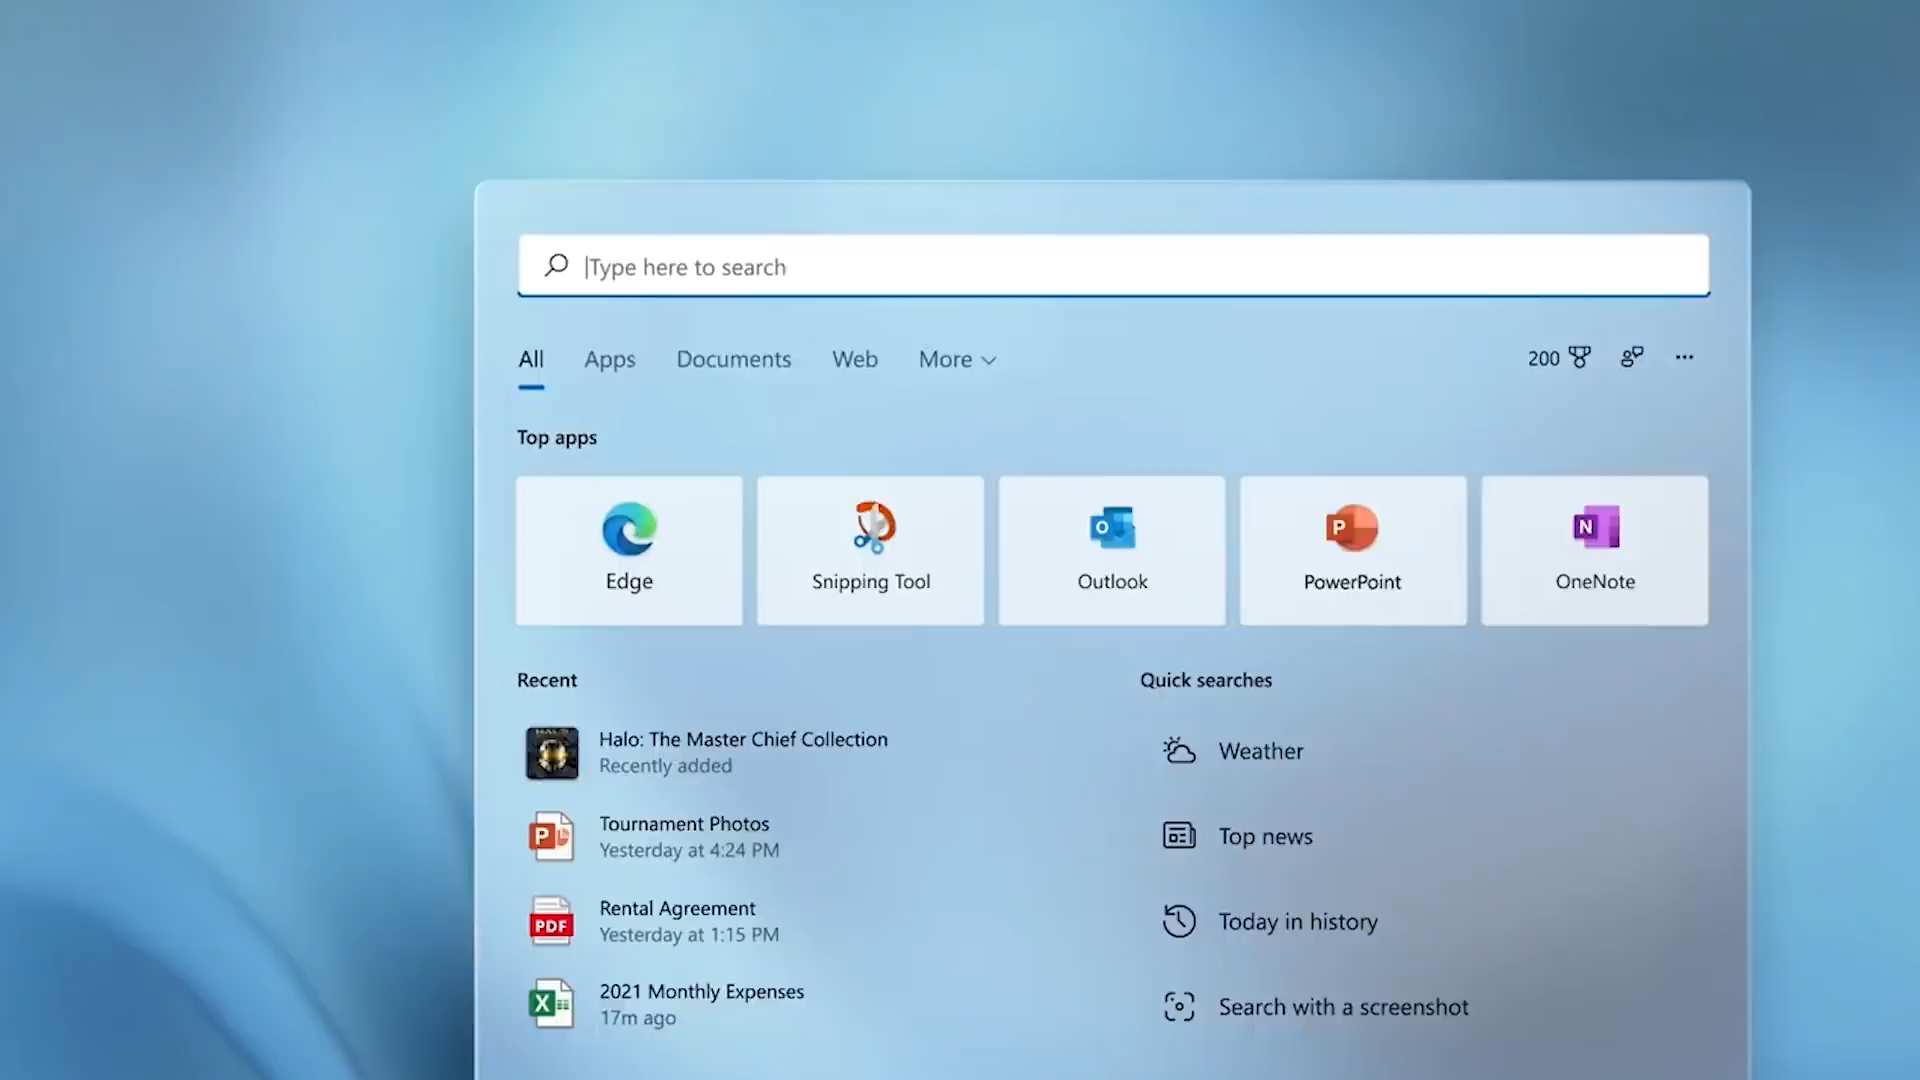 Type here to search
All Apps Documents Web More
200
Top apps
Edge
Snipping Tool
Outlook
PowerPoint
OneNote
Recent
Halo: The Master Chief Collection
Recently added
Tournament Photos
Yesterday at 4:24 PM
PDF
Rental Agreement
Yesterday at 1:15 PM
2021 Monthly Expenses
17m ago
Quick searches
Weather
Top news
Today in history
Search with a screenshot